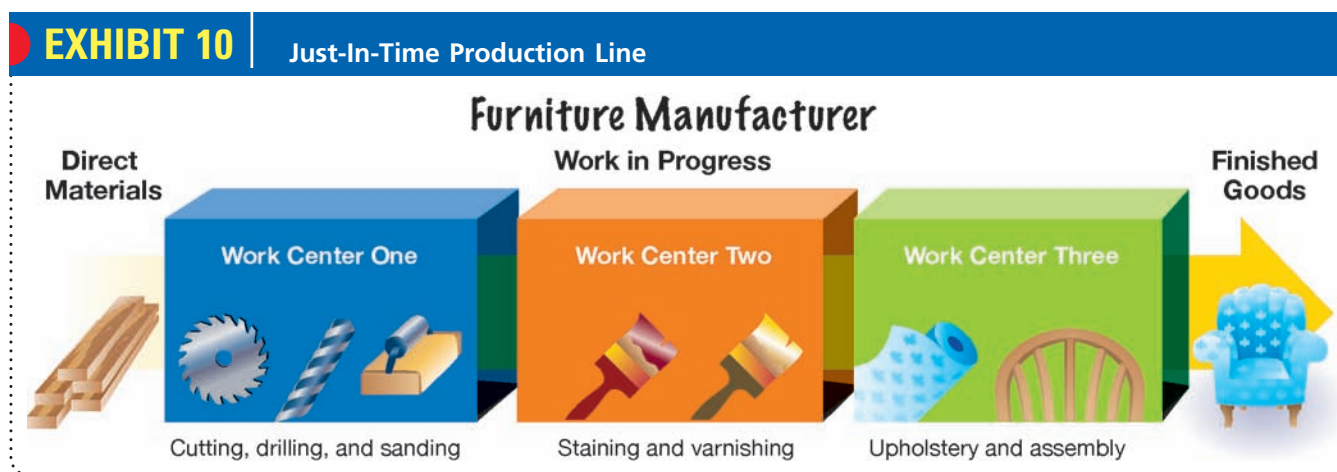 EXHIBIT 10
Just-In-Time Production Line
Furniture Manufacturer
Direct
Materials
Work in Progress
Finished
Goods
Work Center One
Work Center Two
Work Center Three
Cutting, drilling, and sanding
Staining and varnishing
Upholstery and assembly